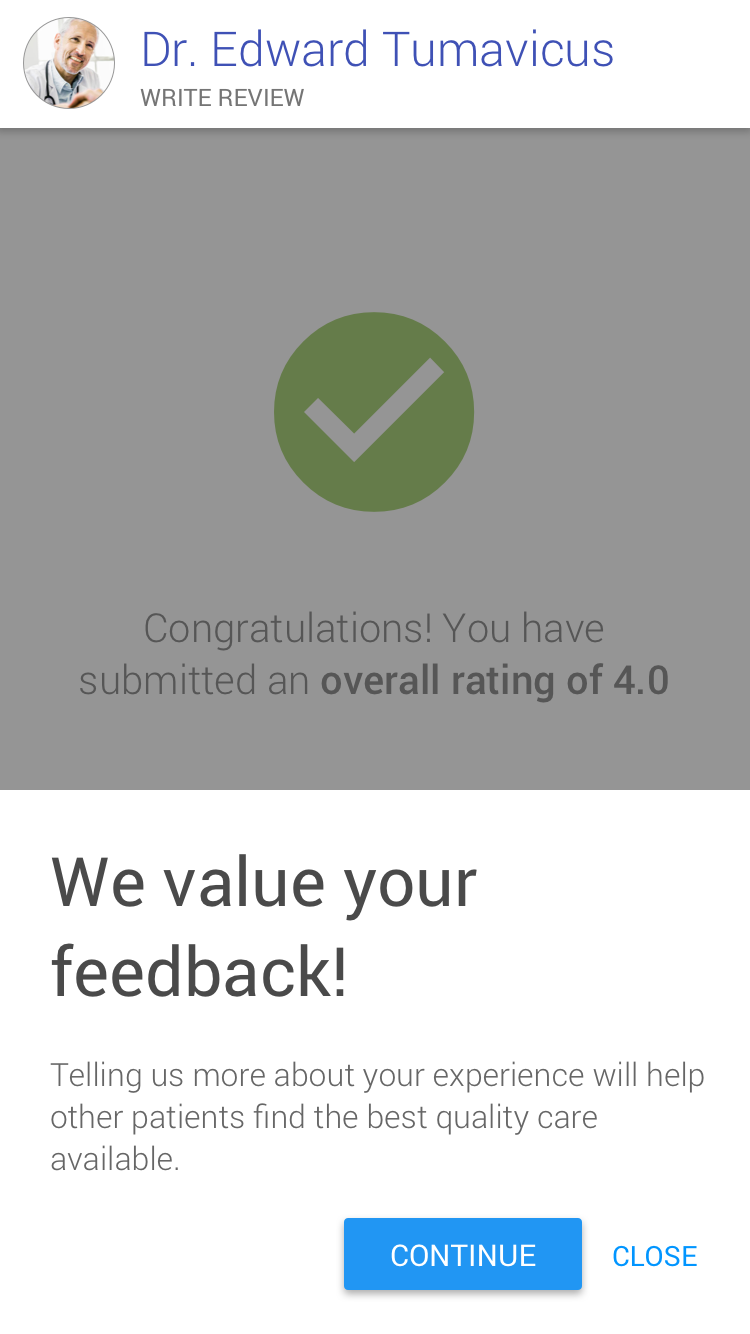 Dr. Edward Tumavicus
WRITE REVIEW
Congratulations! You have
submitted an overall rating of 4.0
We value your
feedback!
Telling us more about your experience will help
other patients find the best quality care
available.
CONTINUE CLOSE